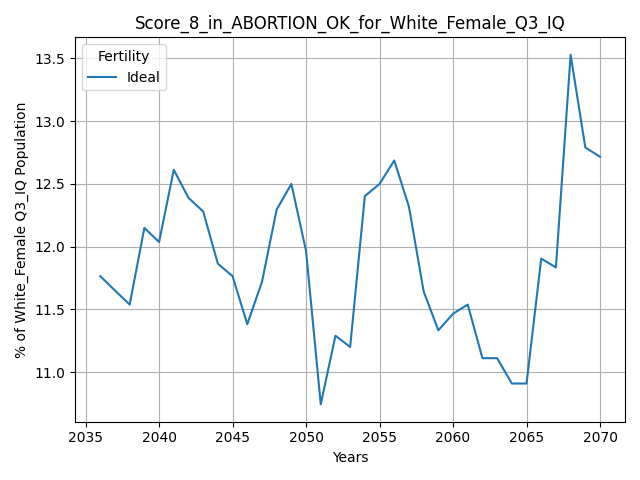 Score_8_in_ABORTION_OK_for_White_Female_Q3_IQ
Fertility
Ideal
% of White_Female Q3_IQ Population
13.5
13.0
12.5
12.0
11.5
11.0
2035 2040 2045 2050 2055 2060 2065 2070
Years